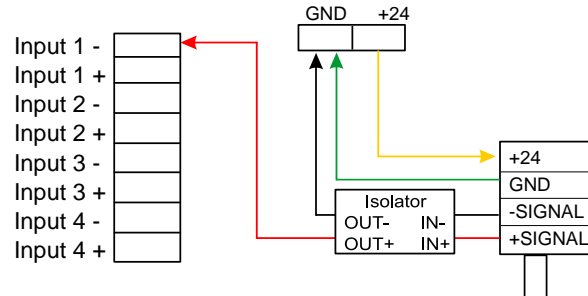 GND +24
Input 1 -
Input 1 +
Input 2 -
Input 2 +
Input 3 -
Input 3 +
Input 4 -
Input 4 +
Isolator
OUT- IN-
OUT+ IN+
+24
GND
-SIGNAL
+SIGNAL